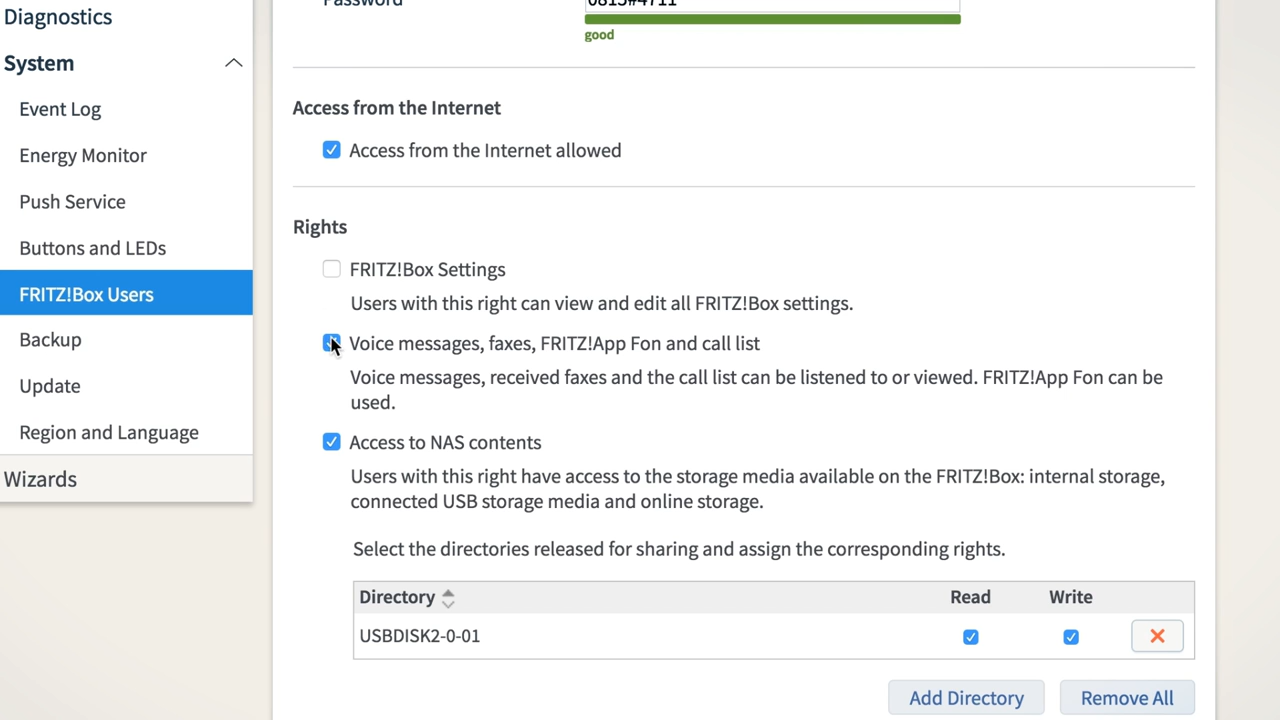 Diagnostics
System
Event Log
Energy Monitor
Push Service
Buttons and LEDs
FRITZ!Box Users
Backup
Update
Region and Language
Wizards
Password
0815#4711
good
Access from the Internet
Access from the Internet allowed
Rights
FRITZ!Box Settings
Users with this right can view and edit all FRITZ!Box settings.
Voice messages, faxes, FRITZ!App Fon and call list
Voice messages, received faxes and the call list can be listened to or viewed. FRITZ!App Fon can be
used.
Access to NAS contents
Users with this right have access to the storage media available on the FRITZ!Box: internal storage,
connected USB storage media and online storage.
Select the directories released for sharing and assign the corresponding rights.
Directory Read Write
USBDISK2-0-01
Add Directory Remove All